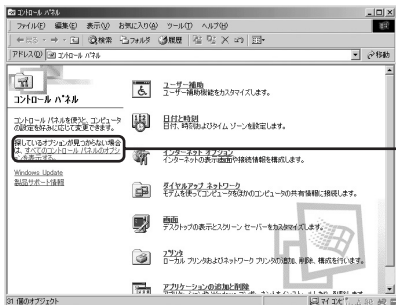 コントロール パネル
ファイル(F) 編集(E) 表示(V) お気に入り(A) ツール(T) ヘルプ(H)
戻る 検索 フォルダ 履歴
アドレス(D) コントロール パネル 移動
コントロール パネル
コントロール パネルを使うと、コンピュータの設定を好みに応じて変更できます。
探しているオプションが見つからない場合は、すべてのコントロール パネルのオプションを表示する。
Windows Update
製品サポート情報
ユーザー補助
ユーザー補助機能をカスタマイズします。
日付と時刻
日付、時刻およびタイム ゾーンを設定します。
インターネット オプション
インターネットの表示画面や接続情報を構成します。
ダイヤルアップ ネットワーク
モデムを使ってコンピュータをほかのコンピュータの共有情報に接続します。
画面
デスクトップの表示とスクリーン セーバーをカスタマイズします。
プリンタ
ローカル プリンタおよびネットワーク プリンタの追加、削除、構成を行います。
アプリケーションの追加と削除
31 個のオブジェクト
マイ コンピュータ